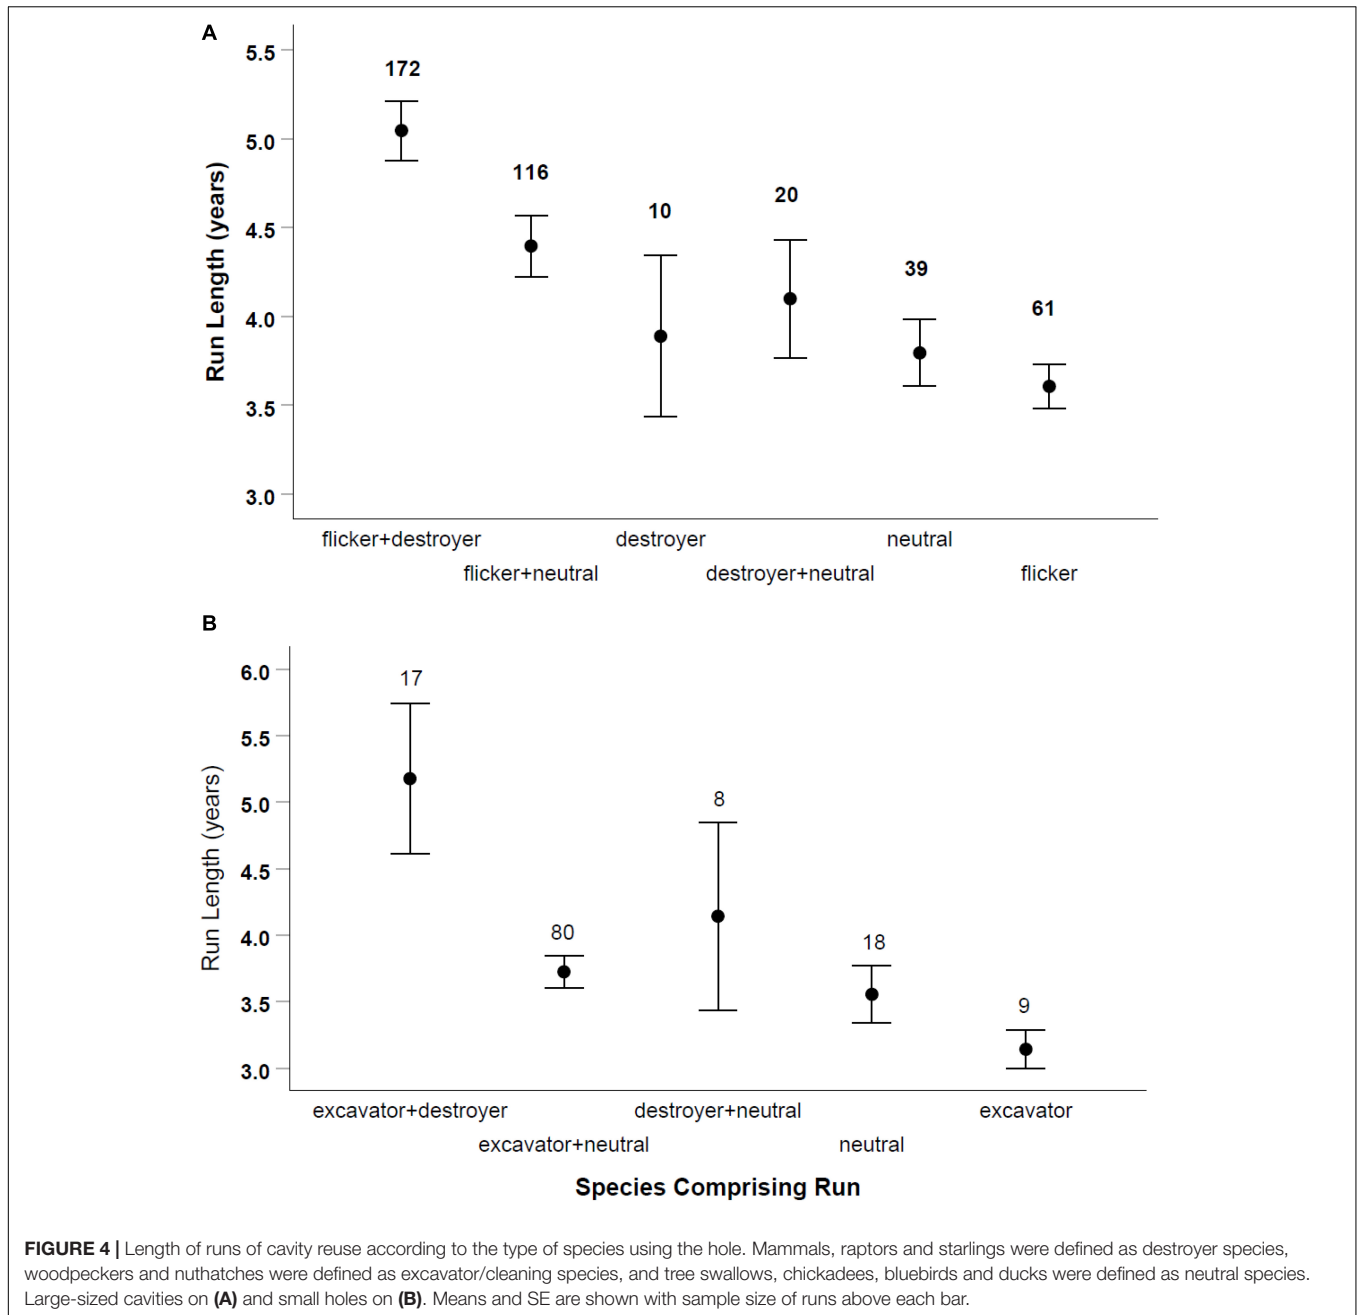 A
Run Length (years)
5.5
5.0
4.5
4.0
3.5
3.0
172
116
10
20
39
61
flicker+destroyer
destroyer
neutral
flicker+neutral
destroyer+neutral
flicker
B
Run Length (years)
6.0
5.5
5.0
4.5
4.0
3.5
3.0
17
80
8
18
9
excavator+destroyer
destroyer+neutral
excavator
excavator+neutral
neutral
Species Comprising Run
FIGURE 4 | Length of runs of cavity reuse according to the type of species using the hole. Mammals, raptors and starlings were defined as destroyer species,
woodpeckers and nuthatches were defined as excavator/cleaning species, and tree swallows, chickadees, bluebirds and ducks were defined as neutral species.
Large-sized cavities on (A) and small holes on (B). Means and SE are shown with sample size of runs above each bar.